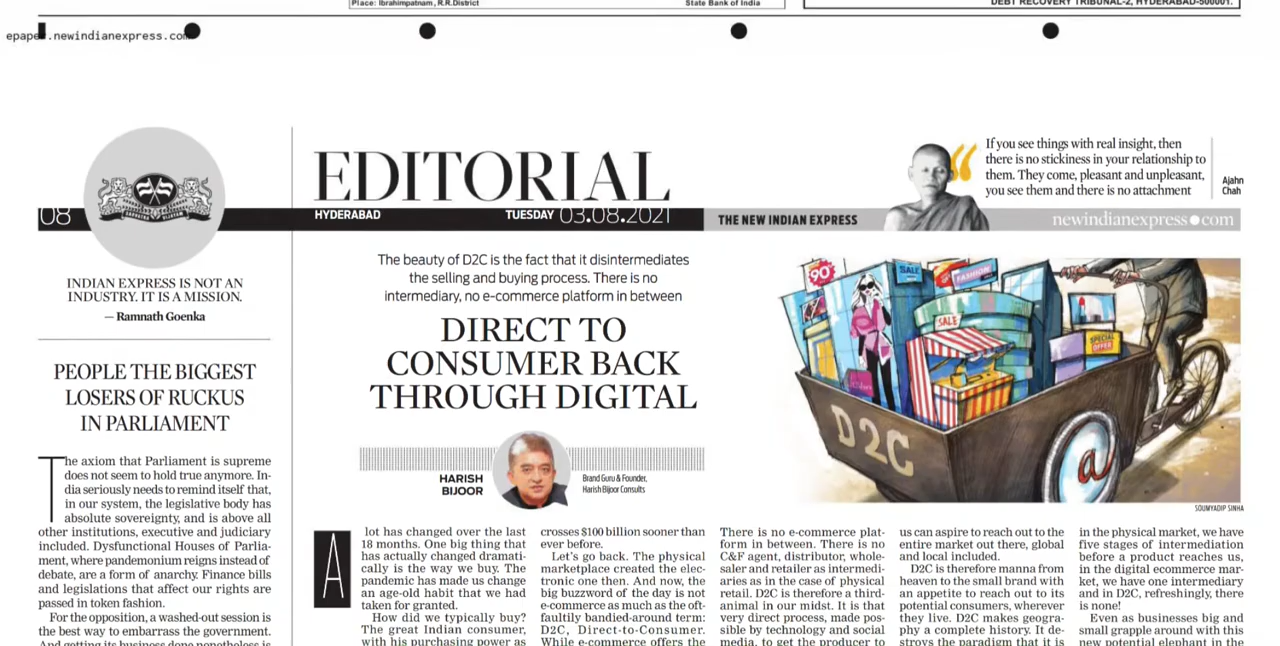 Place: Ibrahimpatnam, R.R.District
State Bank of India
DEBT RECOVERY TRIBUNAL-2, HYDERABAD-500001.
epaper.newindianexpress.com
08
INDIAN EXPRESS IS NOT AN
INDUSTRY. IT IS A MISSION.
— Ramnath Goenka
EDITORIAL
HYDERABAD
TUESDAY 03.08.2021
THE NEW INDIAN EXPRESS
newindianexpress●com
“
If you see things with real insight, then
there is no stickiness in your relationship to
them. They come, pleasant and unpleasant,
you see them and there is no attachment
Ajahn
Chah
PEOPLE THE BIGGEST
LOSERS OF RUCKUS
IN PARLIAMENT
The axiom that Parliament is supreme
does not seem to hold true anymore. In-
dia seriously needs to remind itself that,
in our system, the legislative body has
absolute sovereignty, and is above all
other institutions, executive and judiciary
included. Dysfunctional Houses of Parlia-
ment, where pandemonium reigns instead of
debate, are a form of anarchy. Finance bills
and legislations that affect our rights are
passed in token fashion.
For the opposition, a washed-out session is
the best way to embarrass the government.
And getting its business done nonetheless is
The beauty of D2C is the fact that it disintermediates
the selling and buying process. There is no
intermediary, no e-commerce platform in between
DIRECT TO
CONSUMER BACK
THROUGH DIGITAL
HARISH
BIJOOR
Brand Guru & Founder,
Harish Bijoor Consults
90
SALE
FASHION
SALE
SPECIAL
OFFER
D2C
@
SOUMYADIP SINHA
A lot has changed over the last
18 months. One big thing that
has actually changed dramati-
cally is the way we buy. The
pandemic has made us change
an age-old habit that we had
taken for granted.
How did we typically buy?
The great Indian consumer,
with his purchasing power as
crosses $100 billion sooner than
ever before.
Let's go back. The physical
marketplace created the elec-
tronic one then. And now, the
big buzzword of the day is not
e-commerce as much as the oft-
faultily bandied-around term:
D2C, Direct-to-Consumer.
While e-commerce offers the
There is no e-commerce plat-
form in between. There is no
C&F agent, distributor, whole-
saler and retailer as intermedi-
aries as in the case of physical
retail. D2C is therefore a third-
animal in our midst. It is that
very direct process, made pos-
sible by technology and social
media, to get the producer to
us can aspire to reach out to the
entire market out there, global
and local included.
D2C is therefore manna from
heaven to the small brand with
an appetite to reach out to its
potential consumers, wherever
they live. D2C makes geogra-
phy a complete history. It de-
stroys the paradigm that it is
in the physical market, we have
five stages of intermediation
before a product reaches us,
in the digital ecommerce mar-
ket, we have one intermediary
and in D2C, refreshingly, there
is none!
Even as businesses big and
small grapple around with this
new potential elephant in the